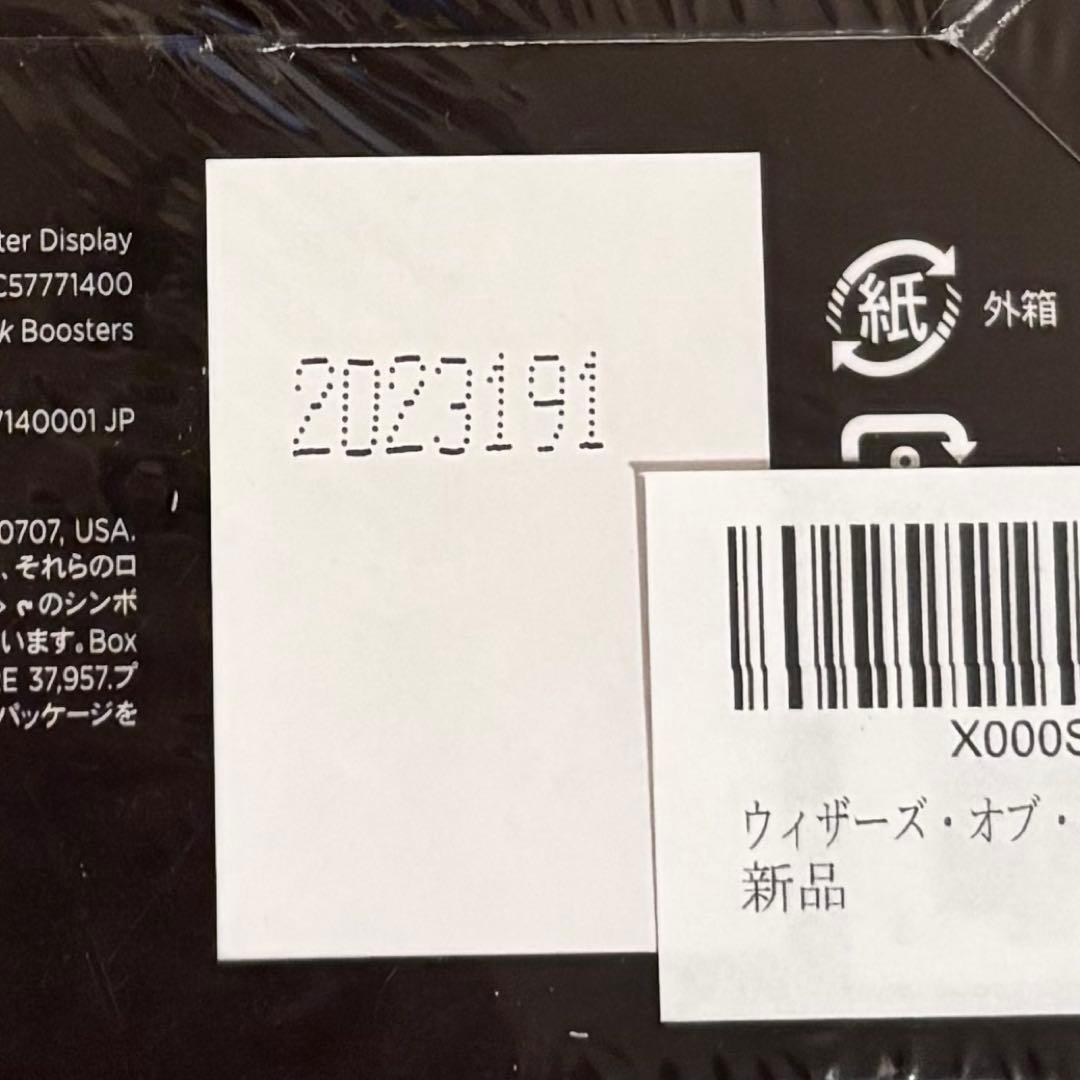 ter Display
C57771400
k Boosters
7140001 JP
0707, USA.
、それらのロ
のシンボ
います。Box
E 37,957.プ
パッケージを
2023191
紙
外箱
X000S
ウィザーズ・オブ・
新品